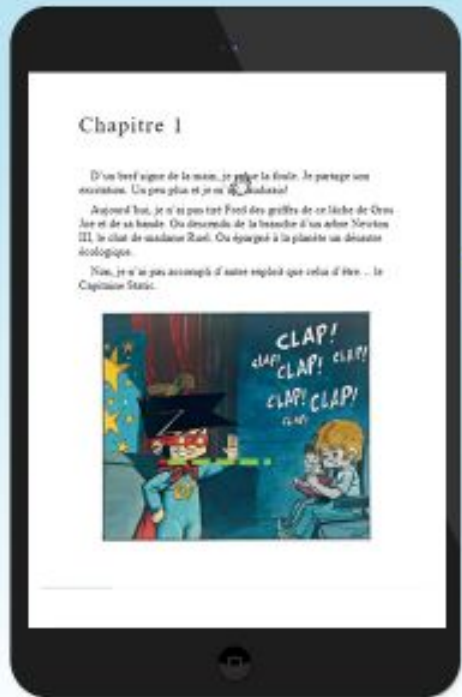 Chapitre 1
D'un bref signe de la main, je salue la foule. Je partage son
excitation. Un peu plus et je m'
Aujourd'hui, je n'ai pas tiré Fred des griffes de ce lâche de Gros
Joe et de sa bande. Ou descendu de la branche d'un arbre Newton
III, le chat de madame Ruel. Ou épargné à la planète un désastre
écologique.
Non, je n'ai pas accompli d'autre exploit que celui d'être... le
Capitaine Static.
CLAP!
CLAP! CLAP! CLAP!
CLAP! CLAP!
CLAP!